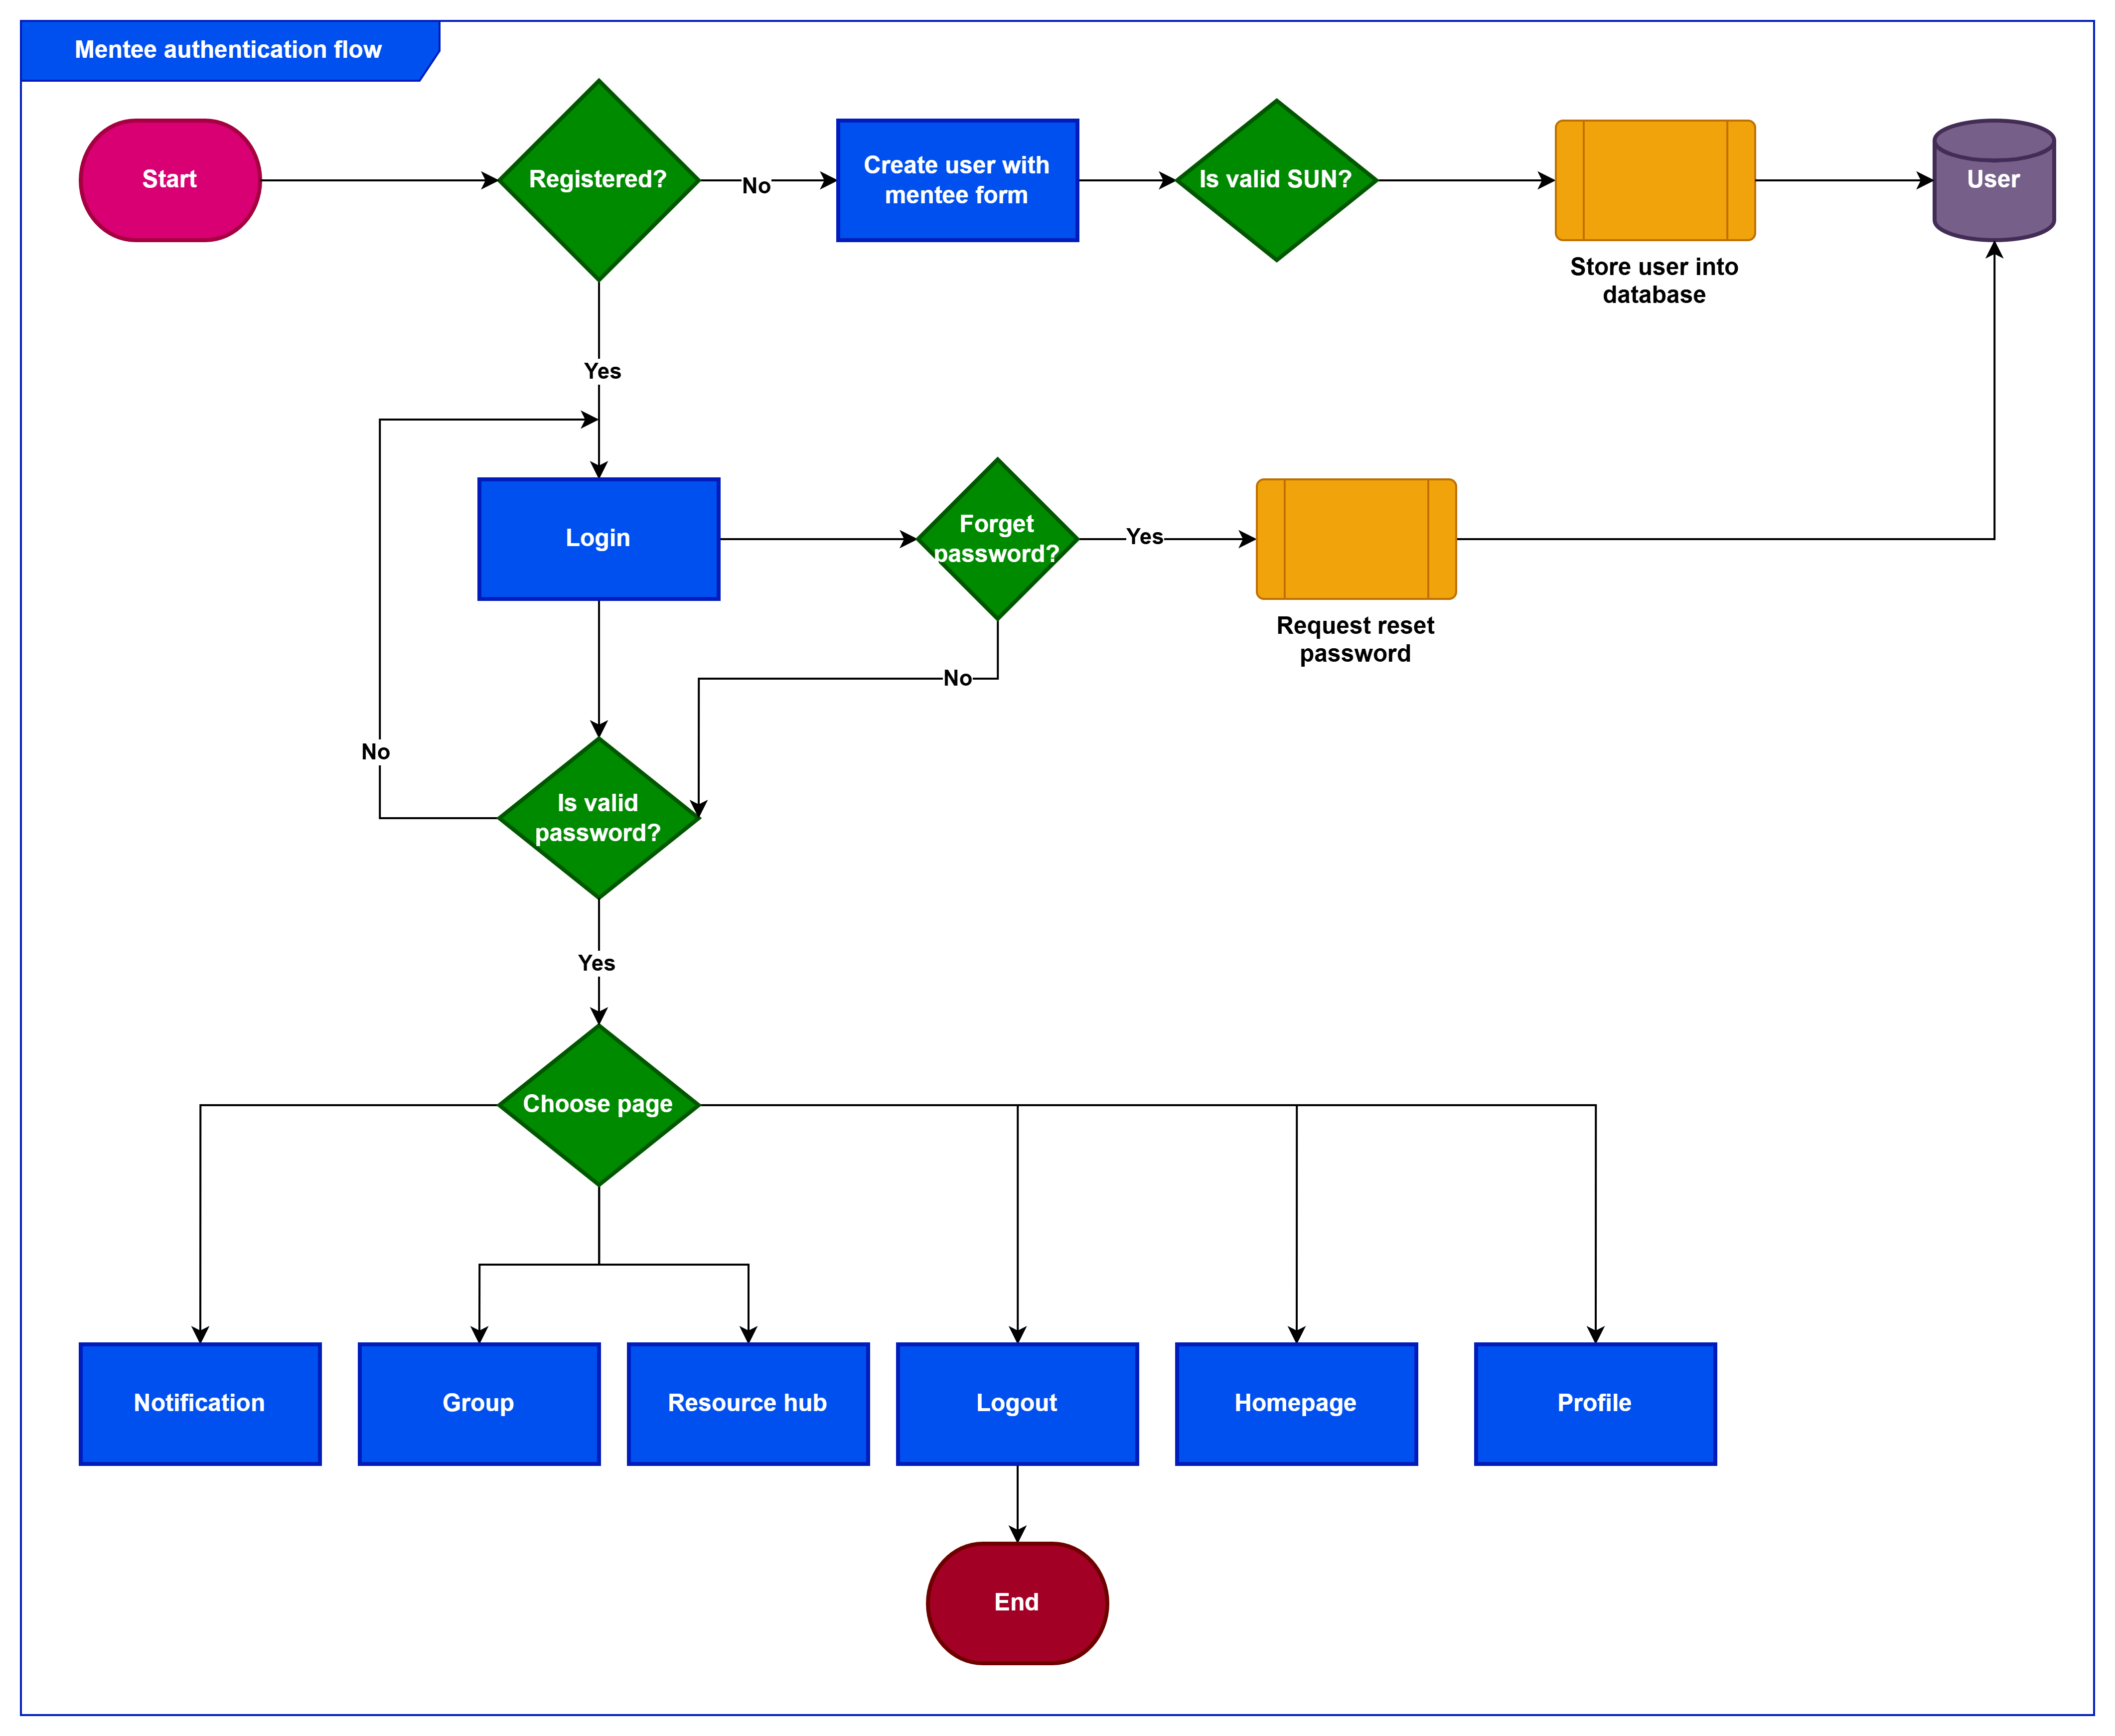 Mentee authentication flow
Start
Registered?
No
Create user with
mentee form
Is valid SUN?
User
Store user into
database
Yes
Login
Forget
password?
Yes
Request reset
password
No
No
Is valid
password?
Yes
Choose page
Notification
Group
Resource hub
Logout
Homepage
Profile
End